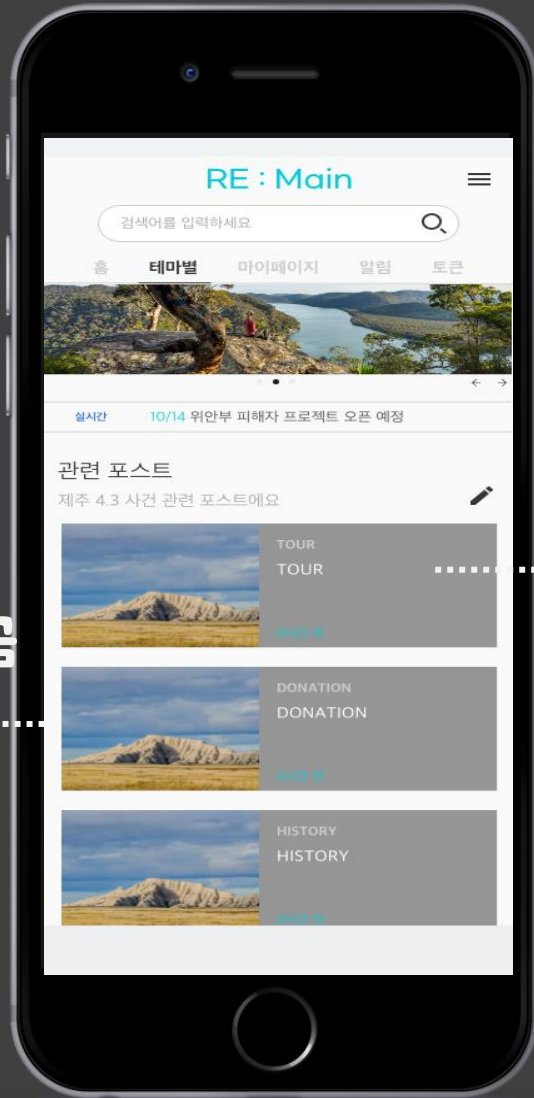 RE : Main
검색어를 입력하세요
홈 테마별 마이페이지 알림 토큰
실시간 10/14 위안부 피해자 프로젝트 오픈 예정
관련 포스트
제주 4.3 사건 관련 포스트에요
TOUR
TOUR
DONATION
DONATION
HISTORY
HISTORY